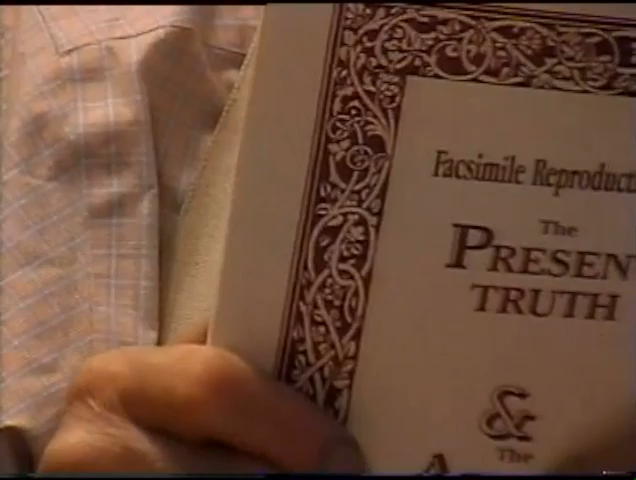 Facsimile Reproduct
The
PRESEN
TRUTH
&
The
A